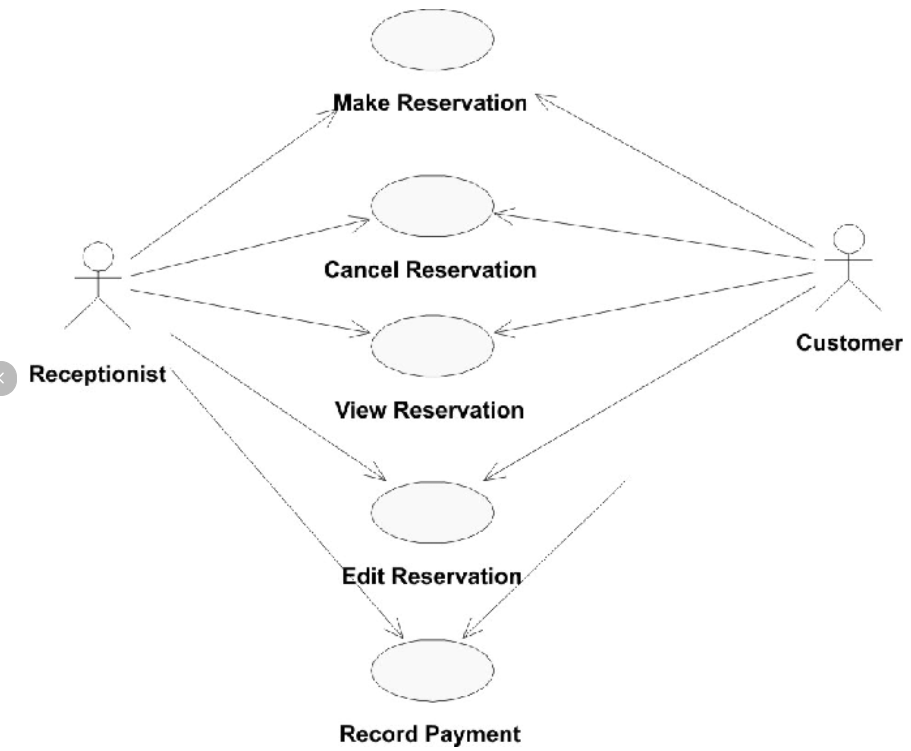 Make Reservation
Cancel Reservation
Customer
Receptionist
View Reservation
Edit Reservation
Record Payment